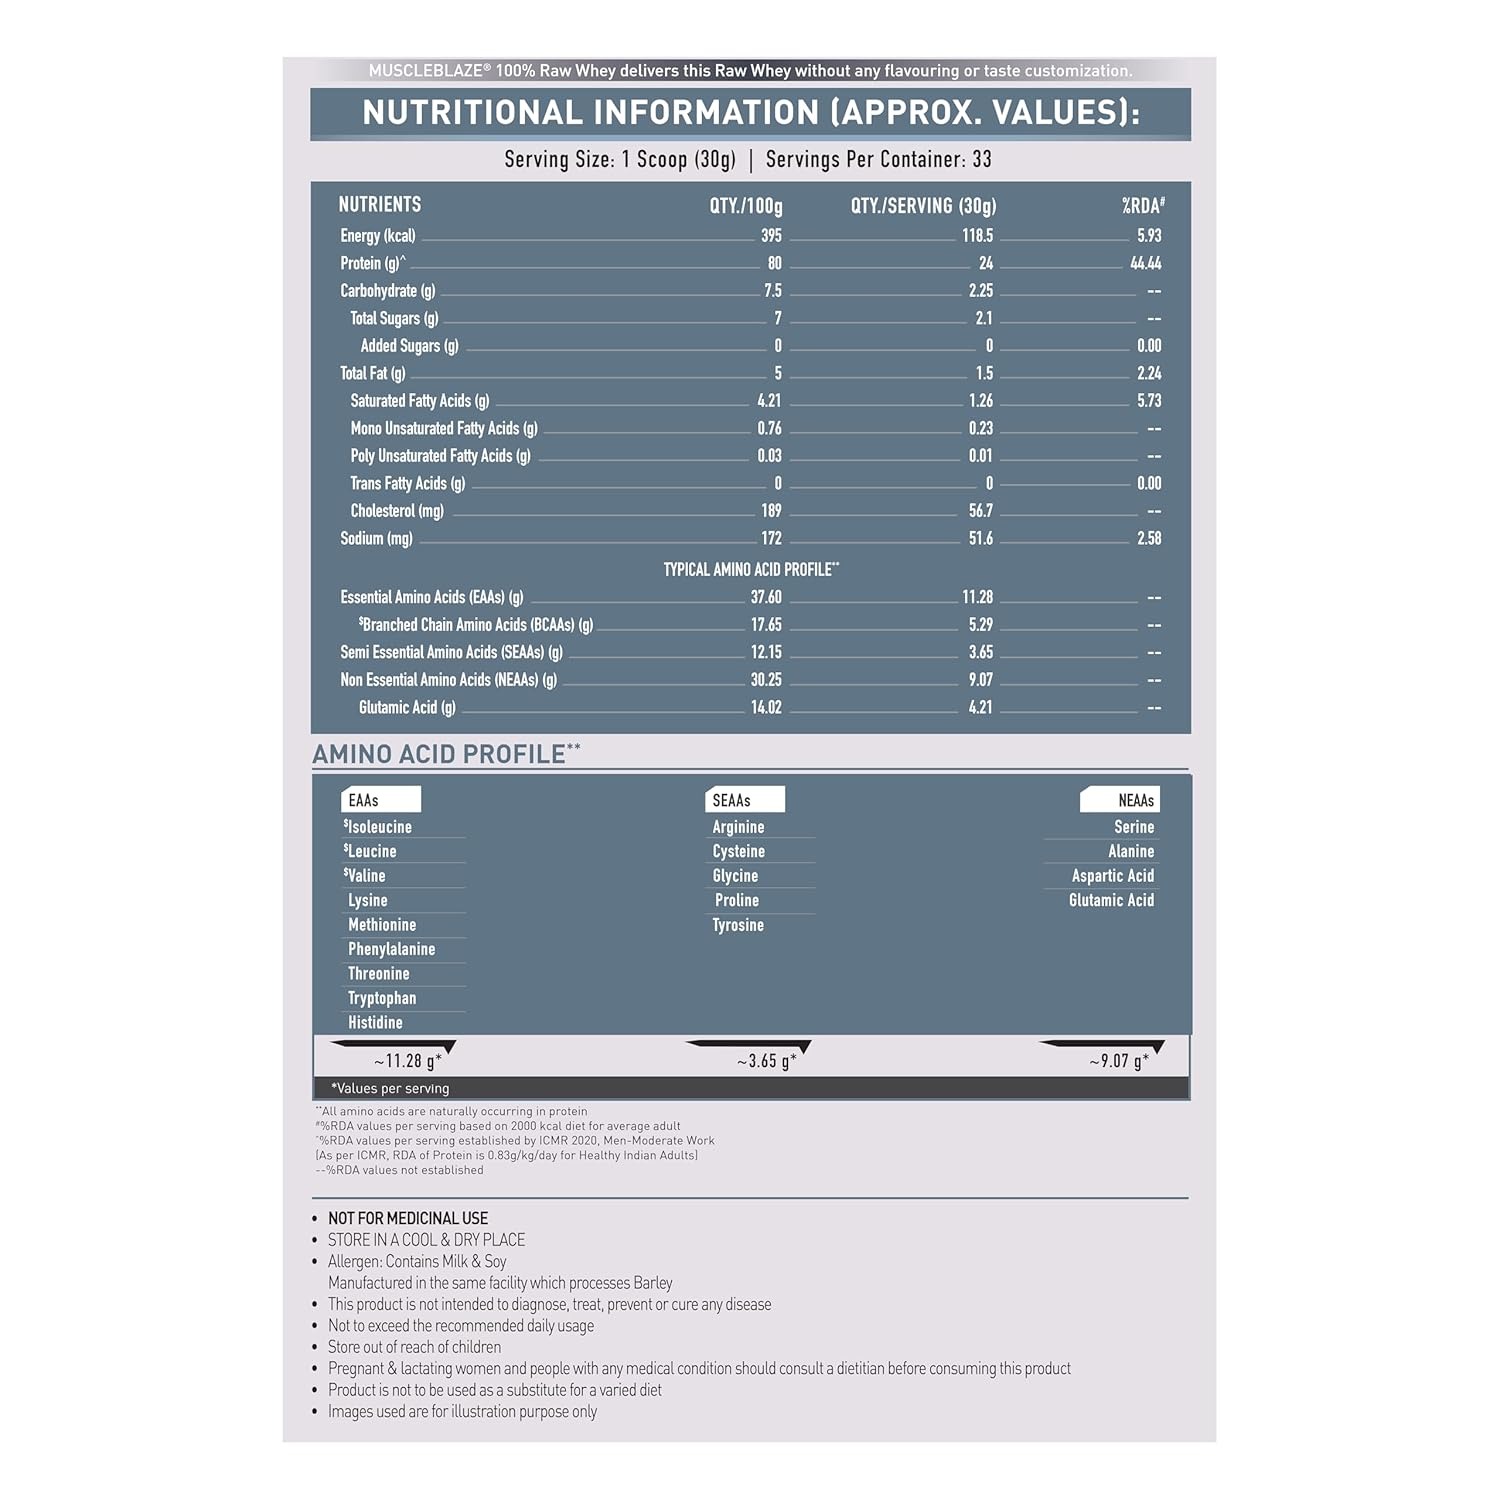 MUSCLEBLAZE® 100% Raw Whey delivers this Raw Whey without any flavouring or taste customization.
NUTRITIONAL INFORMATION (APPROX. VALUES):
Serving Size: 1 Scoop (30g) | Servings Per Container: 33
NUTRIENTS QTY./100g QTY./SERVING (30g) %RDA#
Energy (kcal) 395 118.5 5.93
Protein (g)^ 80 24 44.44
Carbohydrate (g) 7.5 2.25 --
Total Sugars (g) 7 2.1 --
Added Sugars (g) 0 0 0.00
Total Fat (g) 5 1.5 2.24
Saturated Fatty Acids (g) 4.21 1.26 5.73
Mono Unsaturated Fatty Acids (g) 0.76 0.23 --
Poly Unsaturated Fatty Acids (g) 0.03 0.01 --
Trans Fatty Acids (g) 0 0 0.00
Cholesterol (mg) 189 56.7 --
Sodium (mg) 172 51.6 2.58
TYPICAL AMINO ACID PROFILE**
Essential Amino Acids (EAAs) (g) 37.60 11.28 --
$Branched Chain Amino Acids (BCAAs) (g) 17.65 5.29 --
Semi Essential Amino Acids (SEAAs) (g) 12.15 3.65 --
Non Essential Amino Acids (NEAAs) (g) 30.25 9.07 --
Glutamic Acid (g) 14.02 4.21 --
AMINO ACID PROFILE**
EAAs SEAAs NEAAs
$Isoleucine Arginine Serine
$Leucine Cysteine Alanine
$Valine Glycine Aspartic Acid
Lysine Proline Glutamic Acid
Methionine Tyrosine
Phenylalanine
Threonine
Tryptophan
Histidine
~11.28 g* ~3.65 g* ~9.07 g*
*Values per serving
**All amino acids are naturally occurring in protein
#%RDA values per serving based on 2000 kcal diet for average adult
^%RDA values per serving established by ICMR 2020, Men-Moderate Work
(As per ICMR, RDA of Protein is 0.83g/kg/day for Healthy Indian Adults)
--%RDA values not established
• NOT FOR MEDICINAL USE
• STORE IN A COOL & DRY PLACE
• Allergen: Contains Milk & Soy
Manufactured in the same facility which processes Barley
• This product is not intended to diagnose, treat, prevent or cure any disease
• Not to exceed the recommended daily usage
• Store out of reach of children
• Pregnant & lactating women and people with any medical condition should consult a dietitian before consuming this product
• Product is not to be used as a substitute for a varied diet
• Images used are for illustration purpose only